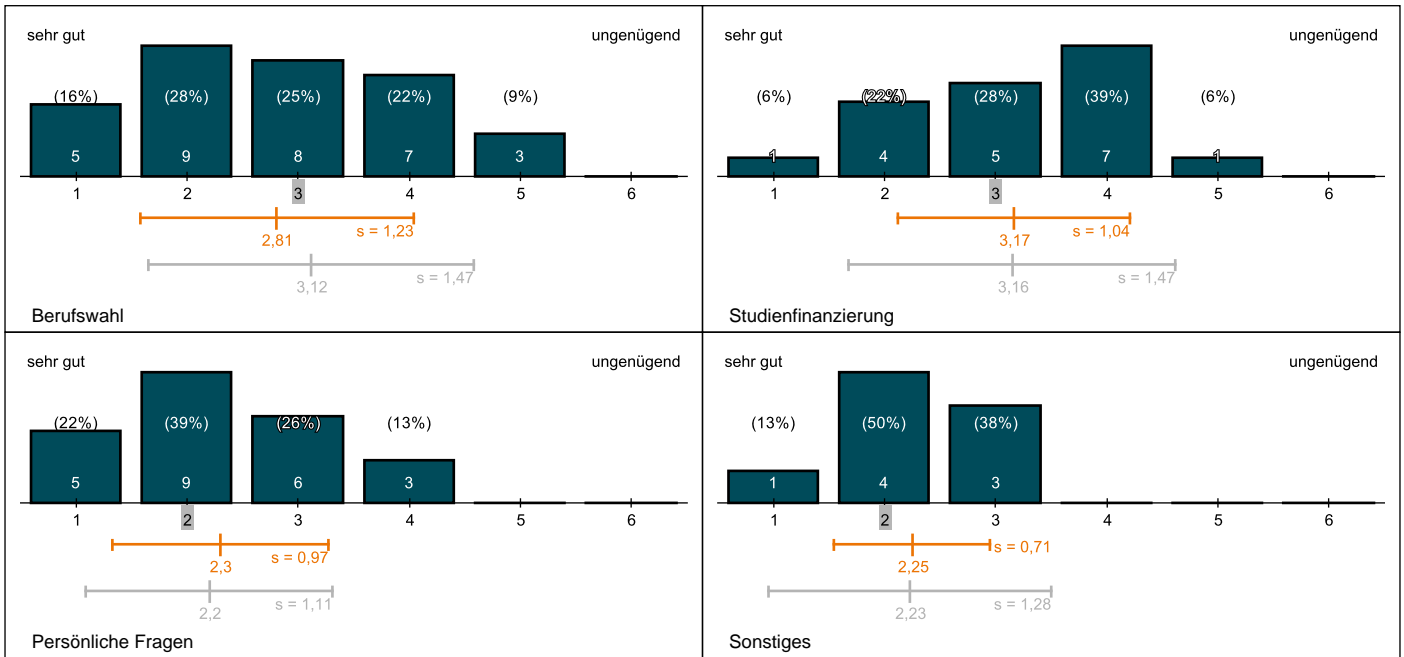 sehr gut ungenügend
(16%) (28%) (25%) (22%) (9%)
5 9 8 7 3
1 2 3 4 5 6
s = 1,23
2,81
s = 1,47
3,12
Berufswahl
sehr gut ungenügend
(6%) (22%) (28%) (39%) (6%)
1 4 5 7 1
1 2 3 4 5 6
s = 1,04
3,17
s = 1,47
3,16
Studienfinanzierung
sehr gut ungenügend
(22%) (39%) (26%) (13%)
5 9 6 3
1 2 3 4 5 6
s = 0,97
2,3
s = 1,11
2,2
Persönliche Fragen
sehr gut ungenügend
(13%) (50%) (38%)
1 4 3
1 2 3 4 5 6
s = 0,71
2,25
s = 1,28
2,23
Sonstiges